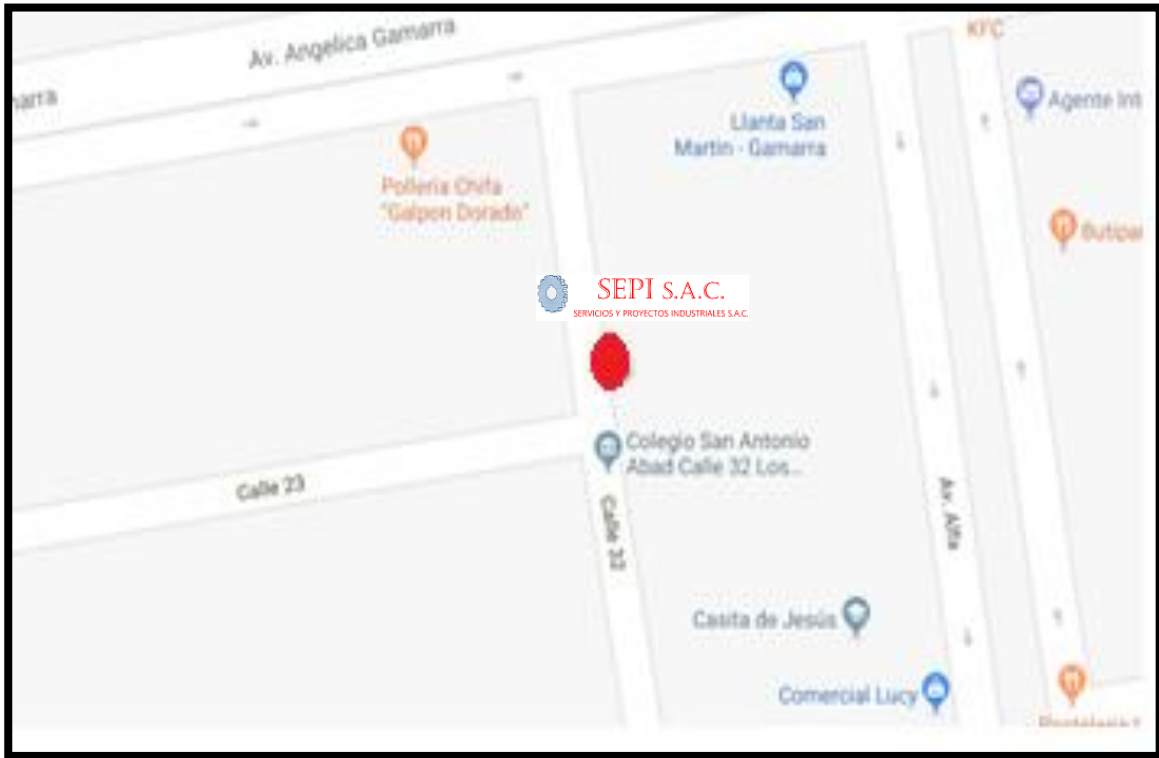 Av. Angelica Gamarra
KFC
marra
Agente Int
Llanta San
Martin - Gamarra
Polleria Chifa
"Galpon Dorado"
Butipa
SEPI S.A.C.
SERVICIOS Y PROYECTOS INDUSTRIALES S.A.C.
Colegio San Antonio
Abad Calle 32 Los...
Calle 23
Calle 32
Av. Alfa
Casita de Jesús
Comercial Lucy